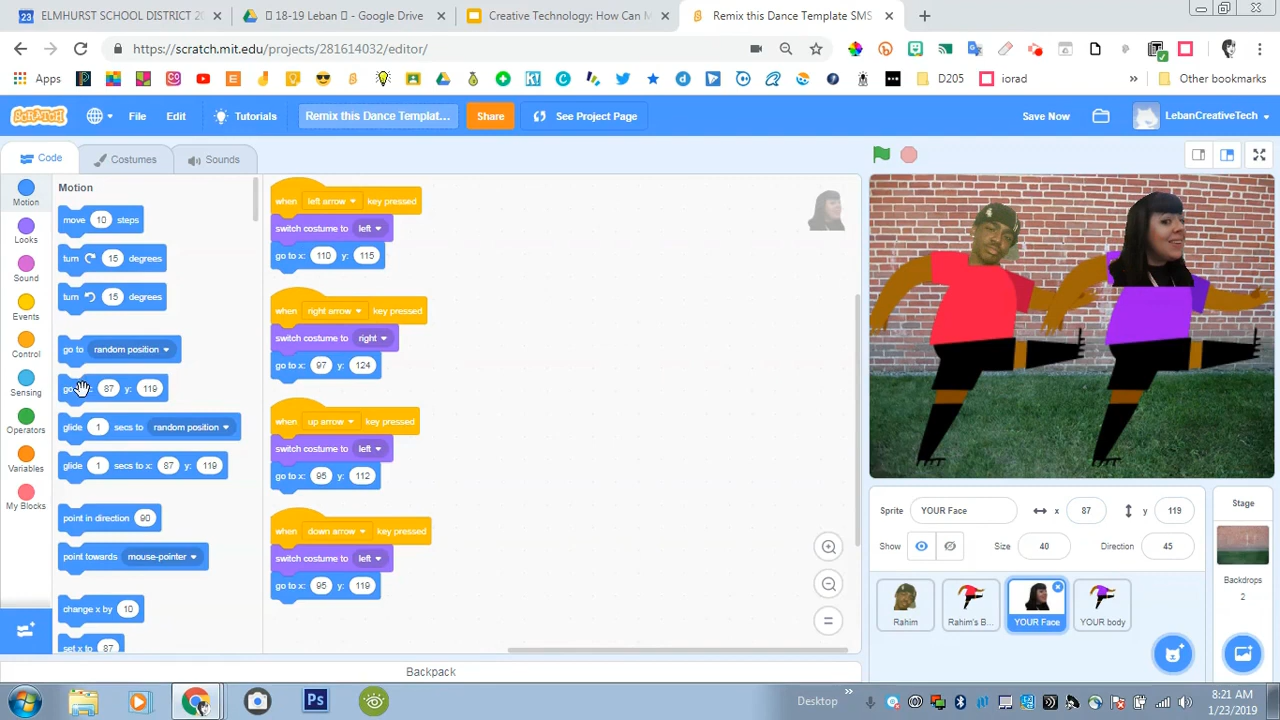 ELMHURST SCHOOL DISTRICT 20
18-19 Leban
- Google Drive
Creative Technology: How Can M
Remix this Dance Template SMS
https://scratch.mit.edu/projects/281614032/editor/
Apps
D205
iorad
Other bookmarks
SCRATCH
File
Edit
Tutorials
Remix this Dance Templat...
Share
See Project Page
Save Now
LebanCreativeTech
Code
Costumes
Sounds
Motion
Looks
Sound
Events
Control
Sensing
Operators
Variables
My Blocks
Motion
move 10 steps
turn 15 degrees
turn 15 degrees
go to random position
87 y: 119
glide 1 secs to random position
glide 1 secs to x: 87 y: 119
point in direction 90
point towards mouse-pointer
change x by 10
set x to 87
when left arrow key pressed
switch costume to left
go to x: 110 y: 115
when right arrow key pressed
switch costume to right
go to x: 97 y: 124
when up arrow key pressed
switch costume to left
go to x: 95 y: 112
when down arrow key pressed
switch costume to left
go to x: 95 y: 119
Backpack
Sprite YOUR Face x 87 y 119
Show Size 40 Direction 45
Rahim
Rahim's B...
YOUR Face
YOUR body
Stage
Backdrops
2
Desktop
8:21 AM
1/23/2019